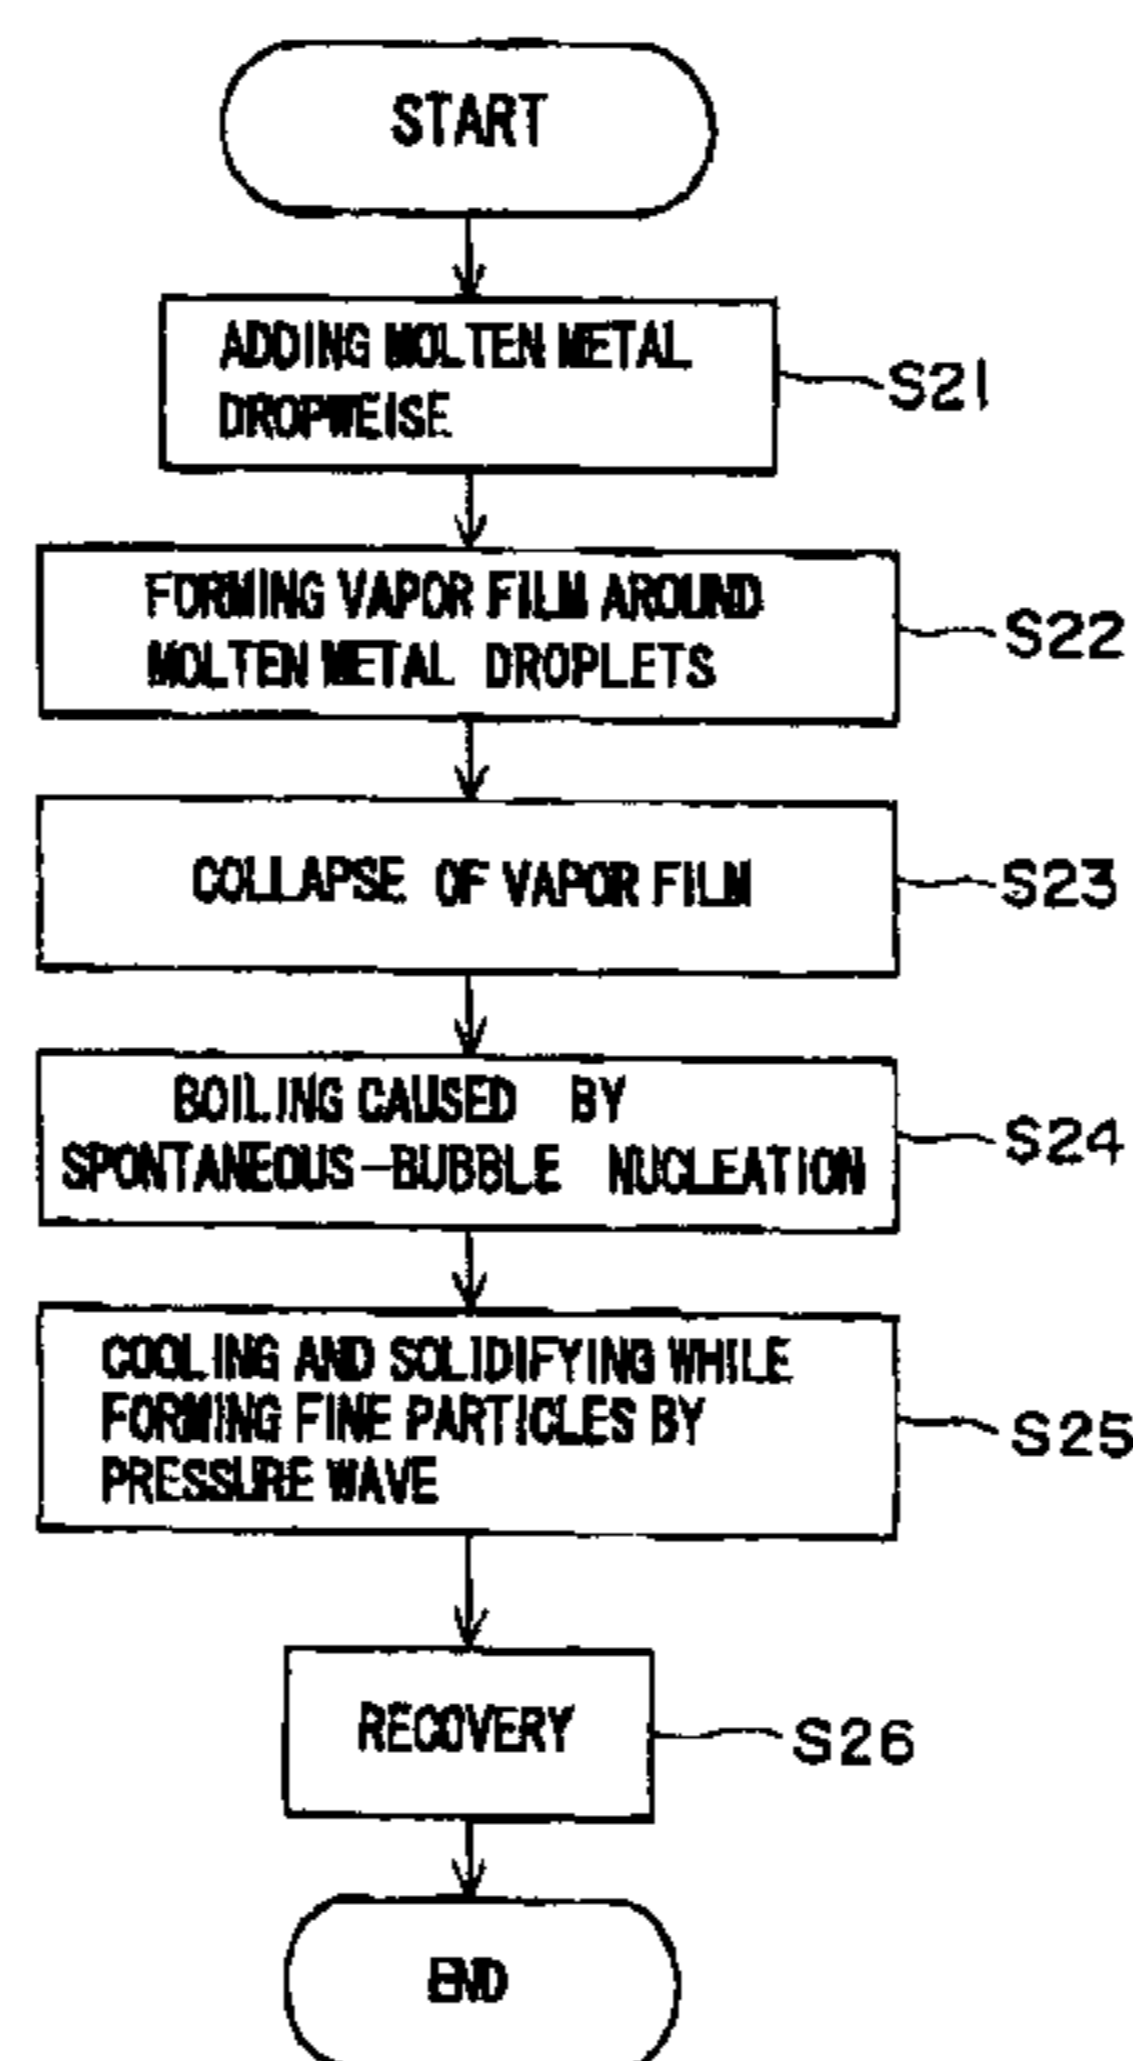 START
ADDING MOLTEN METAL
DROPWEISE
S21
FORMING VAPOR FILM AROUND
MOLTEN METAL DROPLETS
S22
COLLAPSE OF VAPOR FILM
S23
BOILING CAUSED BY
SPONTANEOUS-BUBBLE NUCLEATION
S24
COOLING AND SOLIDIFYING WHILE
FORMING FINE PARTICLES BY
PRESSURE WAVE
S25
RECOVERY
S26
END